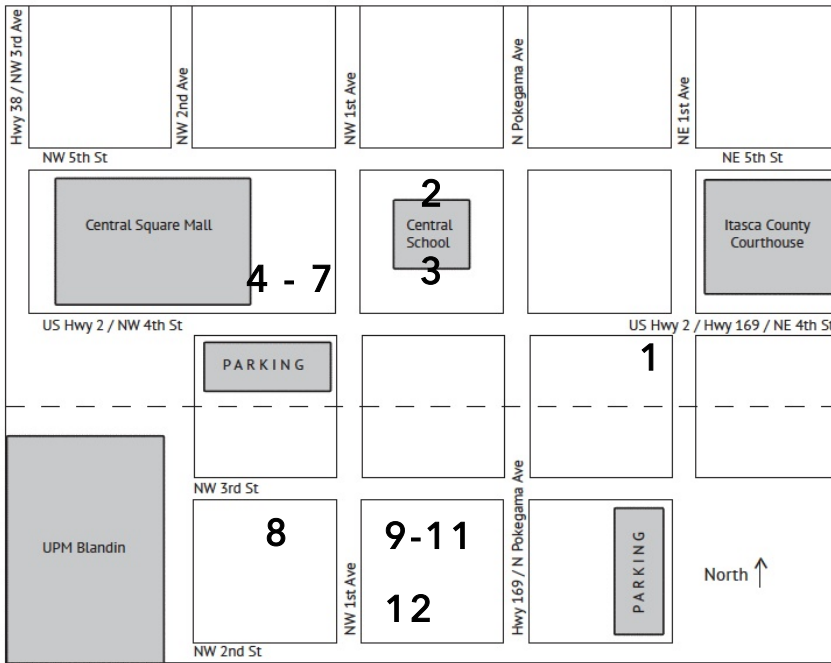 Hwy 38 / NW 3rd Ave
NW 2nd Ave
NW 1st Ave
N Pokegama Ave
NE 1st Ave
NW 5th St
NE 5th St
Central Square Mall
4 - 7
2
Central
School
3
Itasca County
Courthouse
US Hwy 2 / NW 4th St
US Hwy 2 / Hwy 169 / NE 4th St
PARKING
1
NW 3rd St
UPM Blandin
8
NW 1st Ave
9-11
12
Hwy 169 / N Pokegama Ave
PARKING
North
NW 2nd St